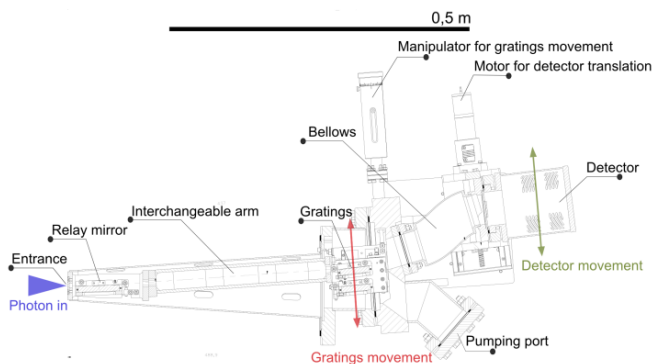 0,5 m
Manipulator for gratings movement
Motor for detector translation
Bellows
Detector
Interchangeable arm
Gratings
Relay mirror
Entrance
Detector movement
Photon in
Pumping port
Gratings movement